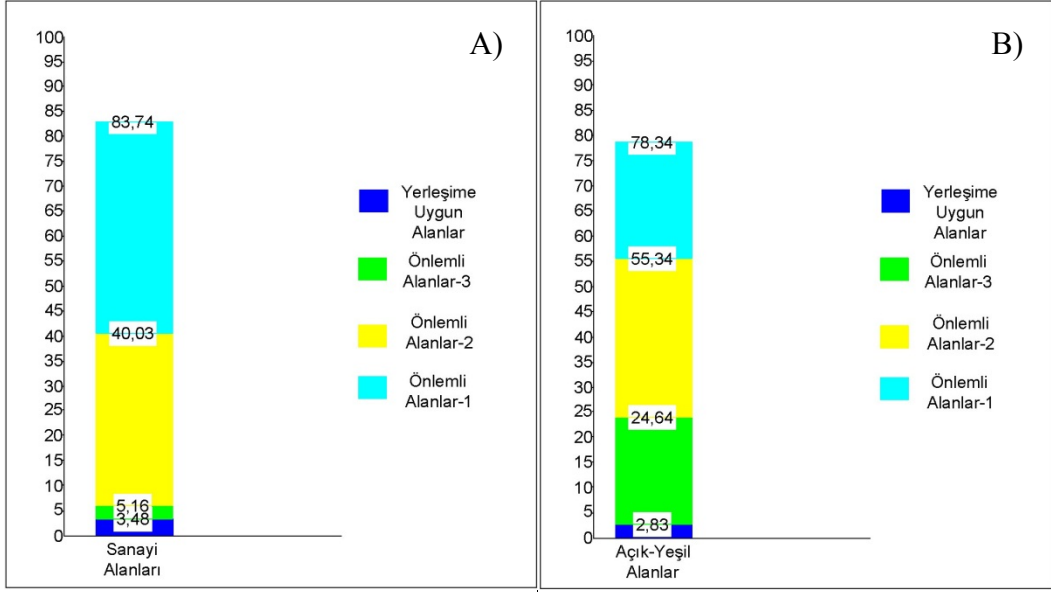 A)
100
95
90
85
80
75
70
65
60
55
50
45
40
35
30
25
20
15
10
5
0
83,74
40,03
5,16
3,48
Sanayi
Alanları
Yerleşime
Uygun
Alanlar
Önlemli
Alanlar-3
Önlemli
Alanlar-2
Önlemli
Alanlar-1
B)
100
95
90
85
80
75
70
65
60
55
50
45
40
35
30
25
20
15
10
5
0
78,34
55,34
24,64
2,83
Açık-Yeşil
Alanlar
Yerleşime
Uygun
Alanlar
Önlemli
Alanlar-3
Önlemli
Alanlar-2
Önlemli
Alanlar-1